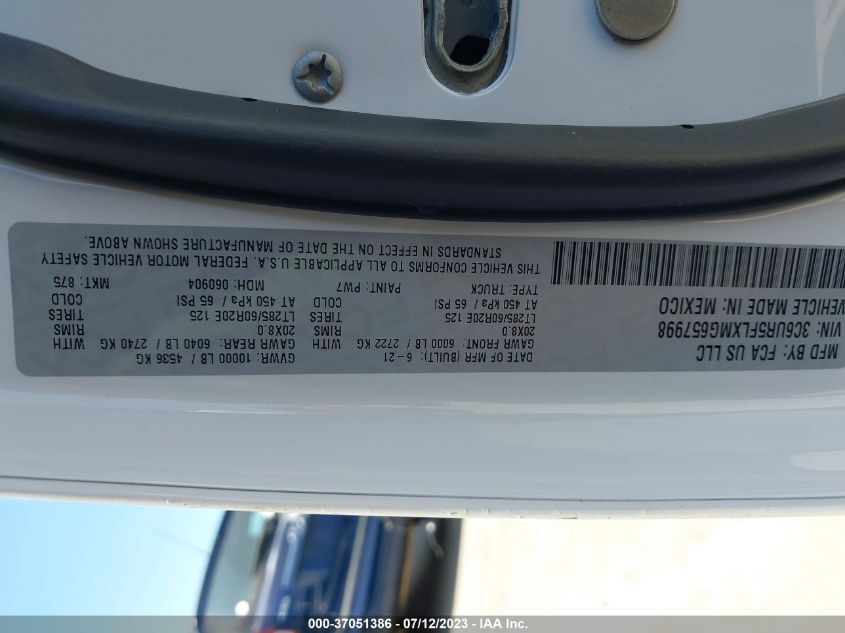 MFD BY: FCA US LLC
VIN: 3C6UR5FLXMG657998
VEHICLE MADE IN: MEXICO
DATE OF MFR (BUILT): 6-21
GAWR FRONT: 6000 LB / 2722 KG WITH
20X8.0 RIMS
LT285/60R20E 125 TIRES
AT 450 kPa / 65 PSI COLD
TYPE: TRUCK PAINT: PW7
GVWR: 10000 LB / 4536 KG
GAWR REAR: 6040 LB / 2740 KG WITH
20X8.0 RIMS
LT285/60R20E 125 TIRES
AT 450 kPa / 65 PSI COLD
MDH: 060904 MKT: 875
THIS VEHICLE CONFORMS TO ALL APPLICABLE U.S.A. FEDERAL MOTOR VEHICLE SAFETY
STANDARDS IN EFFECT ON THE DATE OF MANUFACTURE SHOWN ABOVE.
000-37051386 - 07/12/2023 - IAA Inc.